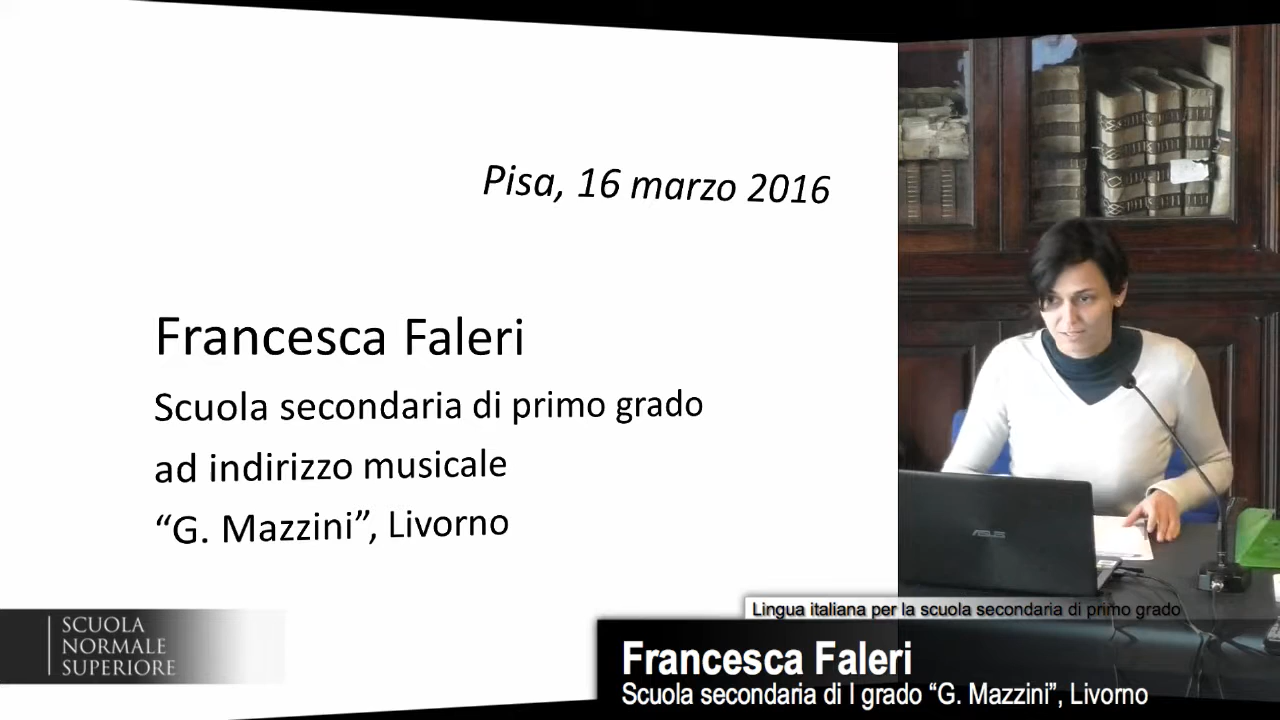 Pisa, 16 marzo 2016
Francesca Faleri
Scuola secondaria di primo grado
ad indirizzo musicale
“G. Mazzini”, Livorno
ASUS
SCUOLA
NORMALE
SUPERIORE
Lingua italiana per la scuola secondaria di primo grado
Francesca Faleri
Scuola secondaria di I grado “G. Mazzini”, Livorno